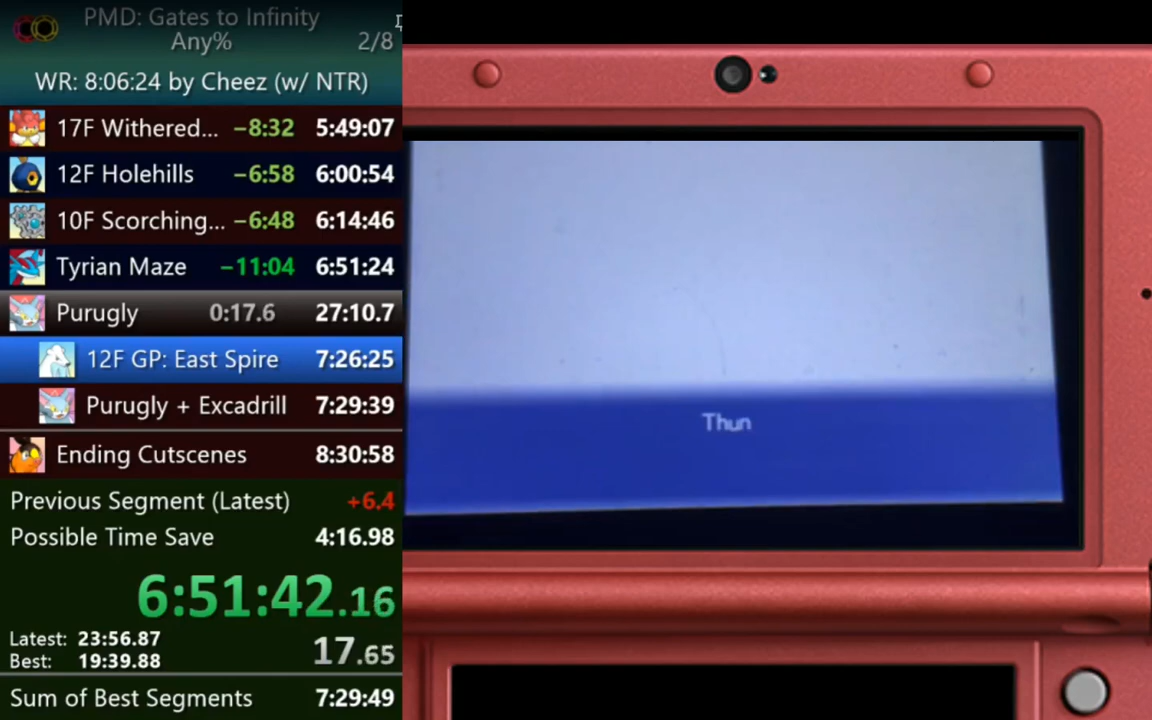 PMD: Gates to Infinity
Any% 2/8
WR: 8:06:24 by Cheez (w/ NTR)
17F Withered... −8:32 5:49:07
12F Holehills −6:58 6:00:54
10F Scorching,... −6:48 6:14:46
Tyrian Maze −11:04 6:51:24
Purugly 0:17.6 27:10.7
12F GP: East Spire 7:26:25
Purugly + Excadrill 7:29:39
Ending Cutscenes 8:30:58
Previous Segment (Latest) +6.4
Possible Time Save 4:16.98
6:51:42.16
Latest: 23:56.87
Best: 19:39.88
17.65
Sum of Best Segments 7:29:49
Thun